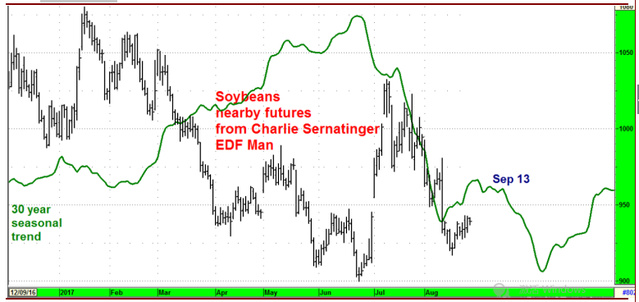 1080
1050
Soybeans
nearby futures
from Charlie Sernatinger
EDF Man
1000
Sep 13
30 year
seasonal
trend
950
900
12/09/16 2017 Feb Mar Apr May Jun Jul Aug